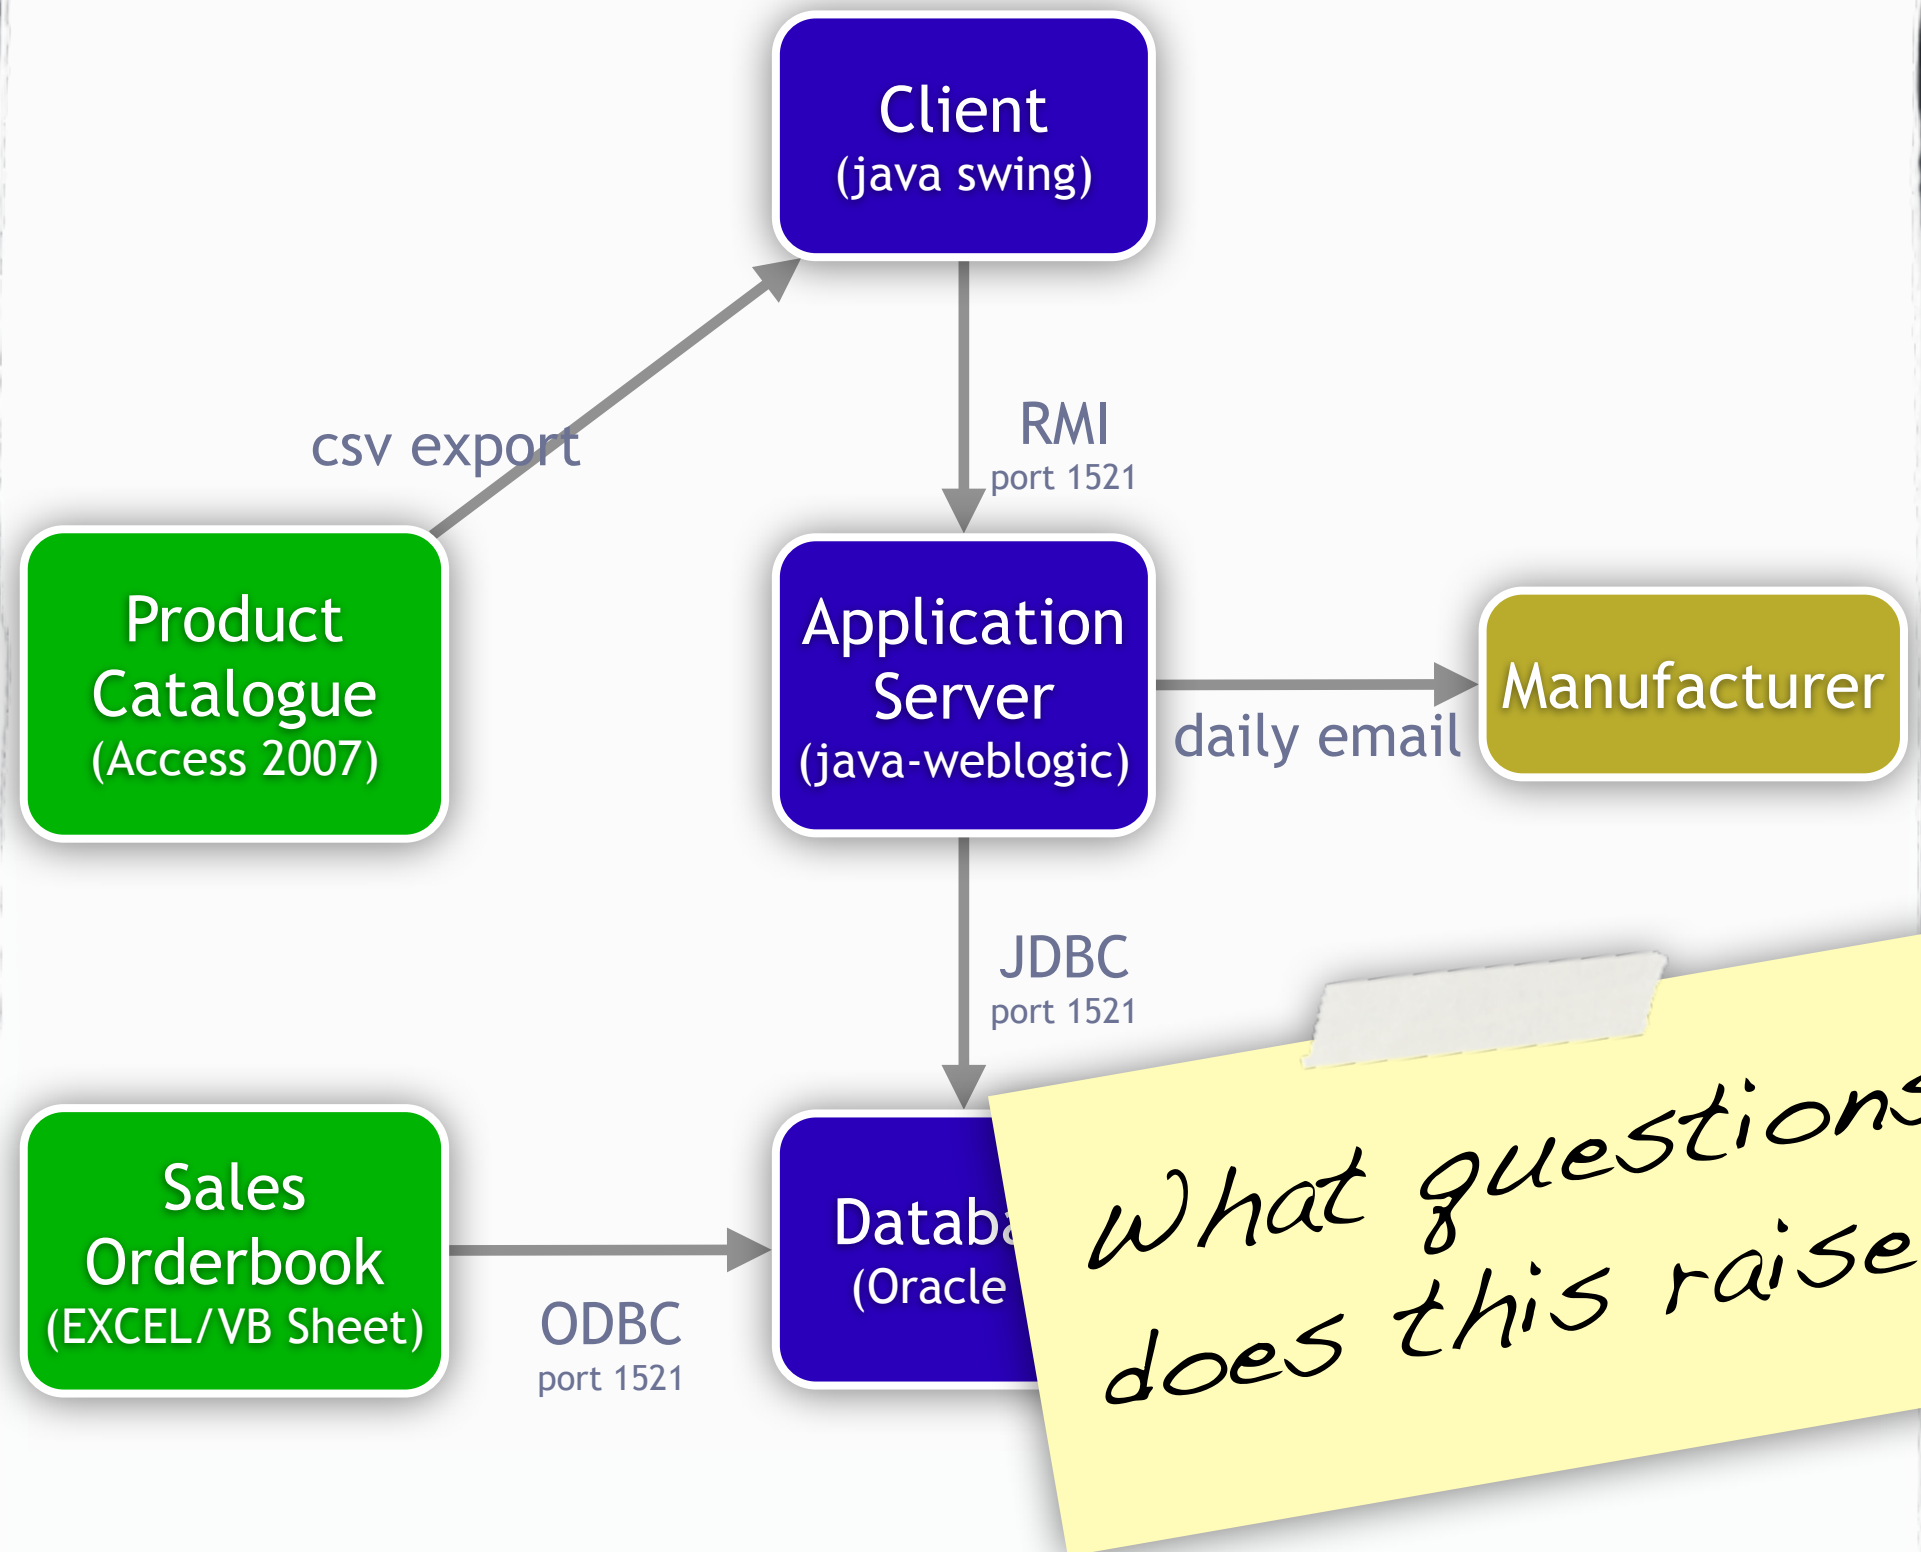 Client
(java swing)
csv export
RMI
port 1521
Product
Catalogue
(Access 2007)
Application
Server
(java-weblogic)
daily email
Manufacturer
JDBC
port 1521
Sales
Orderbook
(EXCEL/VB Sheet)
ODBC
port 1521
(Oracle
What questions
does this raise